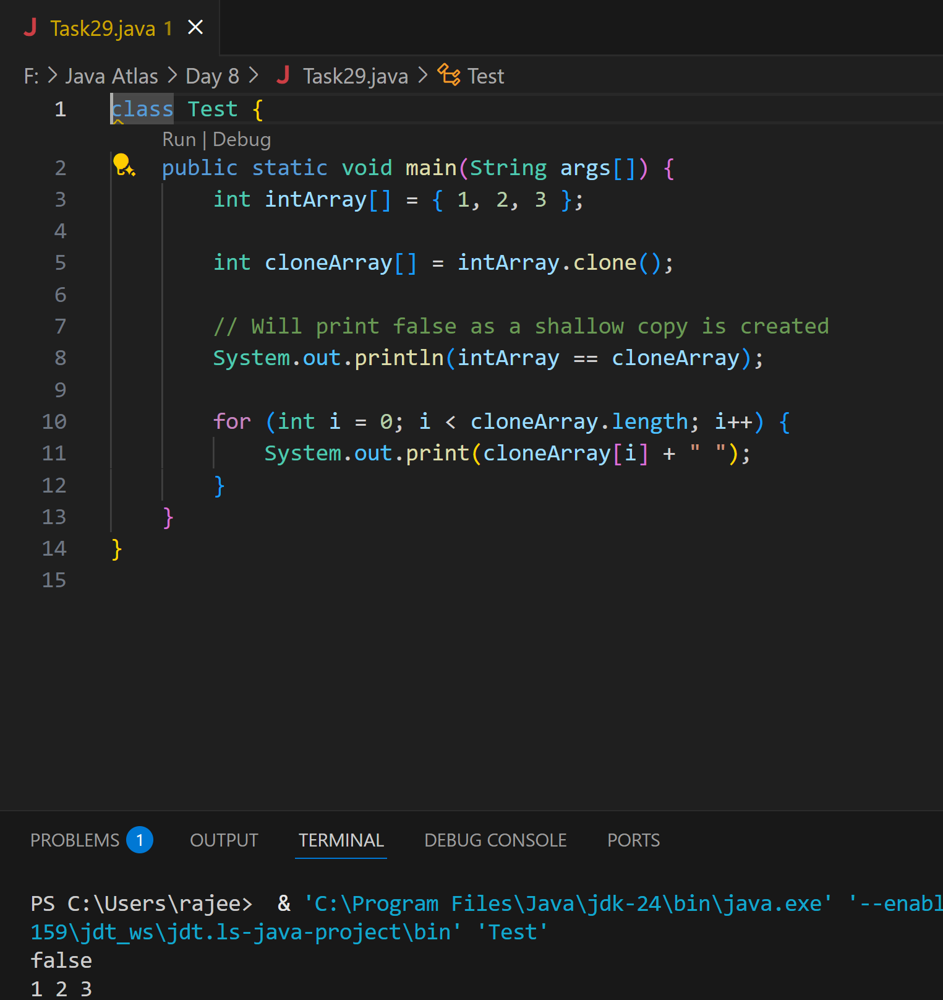 J Task29.java 1 ×
F: > Java Atlas > Day 8 > J Task29.java > Test
1 class Test {
Run | Debug
2 public static void main(String args[]) {
3 int intArray[] = { 1, 2, 3 };
4
5 int cloneArray[] = intArray.clone();
6
7 // Will print false as a shallow copy is created
8 System.out.println(intArray == cloneArray);
9
10 for (int i = 0; i < cloneArray.length; i++) {
11 System.out.print(cloneArray[i] + " ");
12 }
13 }
14 }
15
PROBLEMS 1 OUTPUT TERMINAL DEBUG CONSOLE PORTS
PS C:\Users\rajee>  & 'C:\Program Files\Java\jdk-24\bin\java.exe' '--enabl
159\jdt_ws\jdt.ls-java-project\bin' 'Test'
false
1 2 3